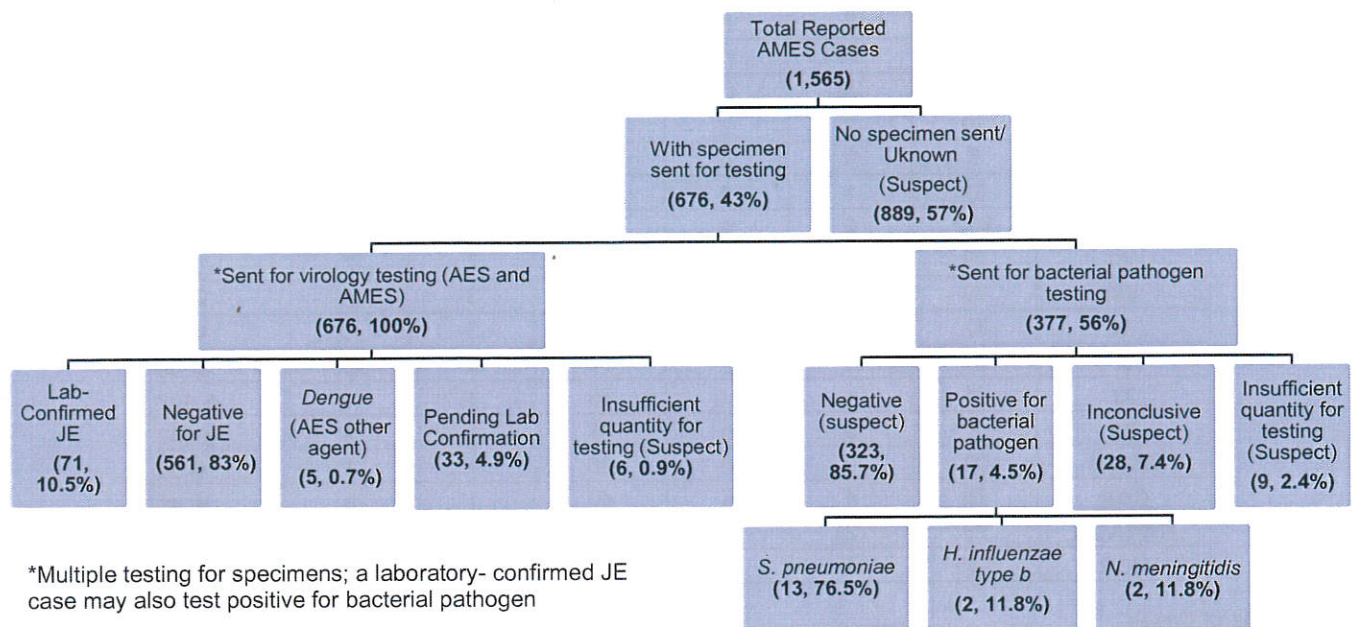 Total Reported
AMES Cases
(1,565)
With specimen
sent for testing
(676, 43%)
No specimen sent/
Uknown
(Suspect)
(889, 57%)
*Sent for virology testing (AES and
AMES)
(676, 100%)
*Sent for bacterial pathogen
testing
(377, 56%)
Lab-
Confirmed
JE
(71,
10.5%)
Negative
for JE
(561, 83%)
Dengue
(AES other
agent)
(5, 0.7%)
Pending Lab
Confirmation
(33, 4.9%)
Insufficient
quantity for
testing (Suspect)
(6, 0.9%)
Negative
(suspect)
(323,
85.7%)
Positive for
bacterial
pathogen
(17, 4.5%)
Inconclusive
(Suspect)
(28, 7.4%)
Insufficient
quantity for
testing
(Suspect)
(9, 2.4%)
S. pneumoniae
(13, 76.5%)
H. influenzae
type b
(2, 11.8%)
N. meningitidis
(2, 11.8%)
*Multiple testing for specimens; a laboratory- confirmed JE
case may also test positive for bacterial pathogen